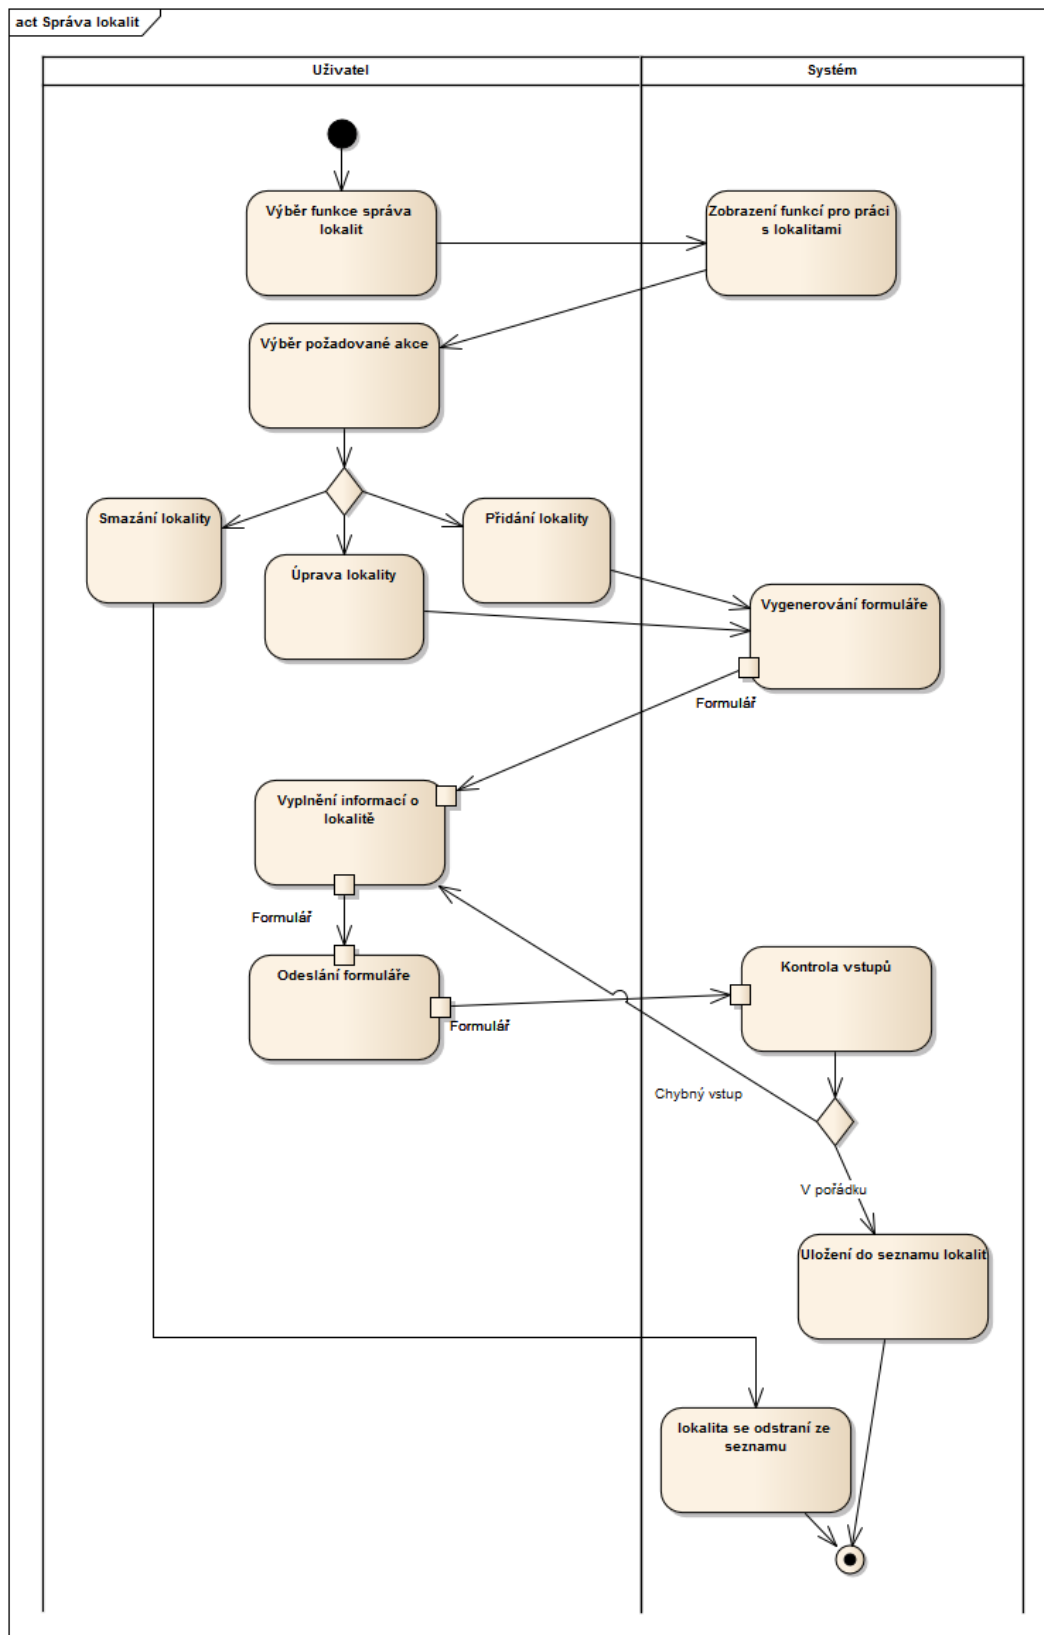 act Správa lokalit
Uživatel
Systém
Výběr funkce správa
lokalit
Zobrazení funkcí pro práci
s lokalitami
Výběr požadované akce
Smazání lokality
Přidání lokality
Úprava lokality
Vygenerování formuláře
Formulář
Vyplnění informací o
lokalitě
Formulář
Odeslání formuláře
Kontrola vstupů
Formulář
Chybný vstup
V pořádku
Uložení do seznamu lokalit
lokalita se odstraní ze
seznamu